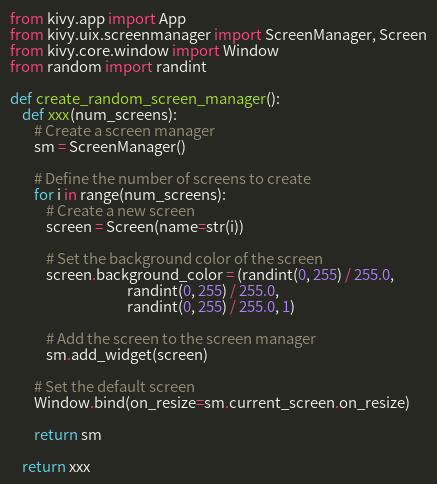 from kivy.app import App
from kivy.uix.screenmanager import ScreenManager, Screen
from kivy.core.window import Window
from random import randint

def create_random_screen_manager():
    def xxx(num_screens):
        # Create a screen manager
        sm = ScreenManager()

        # Define the number of screens to create
        for i in range(num_screens):
            # Create a new screen
            screen = Screen(name=str(i))

            # Set the background color of the screen
            screen.background_color = (randint(0, 255) / 255.0,
                                       randint(0, 255) / 255.0,
                                       randint(0, 255) / 255.0, 1)

            # Add the screen to the screen manager
            sm.add_widget(screen)

        # Set the default screen
        Window.bind(on_resize=sm.current_screen.on_resize)

        return sm

    return xxx